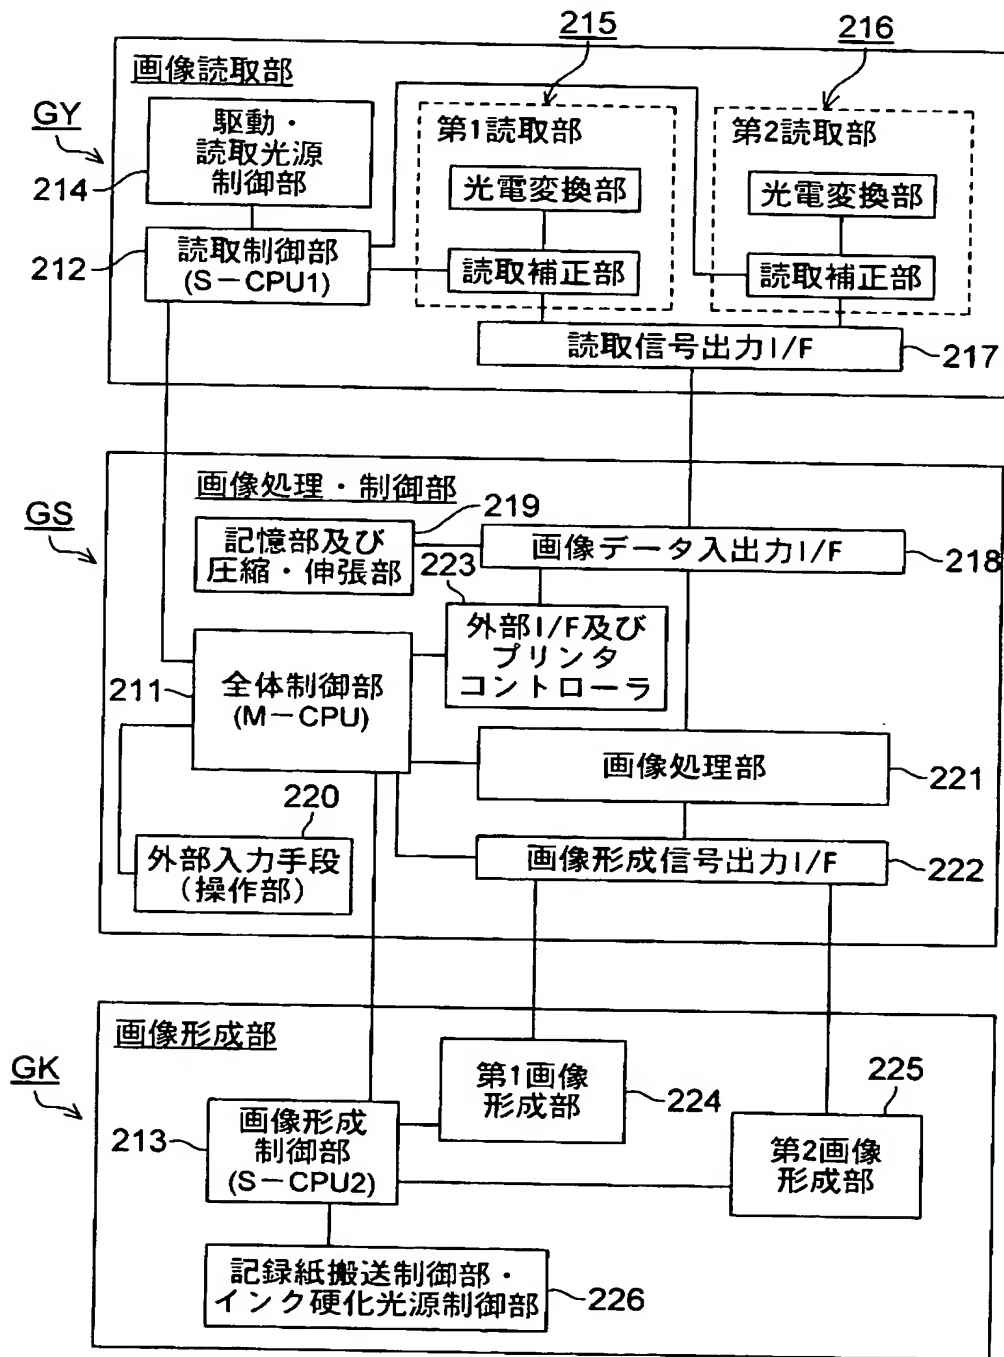 215
216
画像読取部
GY
駆動・
読取光源
制御部
214
第1読取部
第2読取部
光電変換部
光電変換部
212
読取制御部
(S－CPU1)
読取補正部
読取補正部
読取信号出力I/F
217
画像処理・制御部
GS
219
記憶部及び
圧縮・伸張部
画像データ入出力I/F
218
223
外部I/F及び
プリンタ
コントローラ
211
全体制御部
(M－CPU)
画像処理部
221
220
外部入力手段
(操作部)
画像形成信号出力I/F
222
画像形成部
GK
第1画像
形成部
224
225
213
画像形成
制御部
(S－CPU2)
第2画像
形成部
記録紙搬送制御部・
インク硬化光源制御部
226